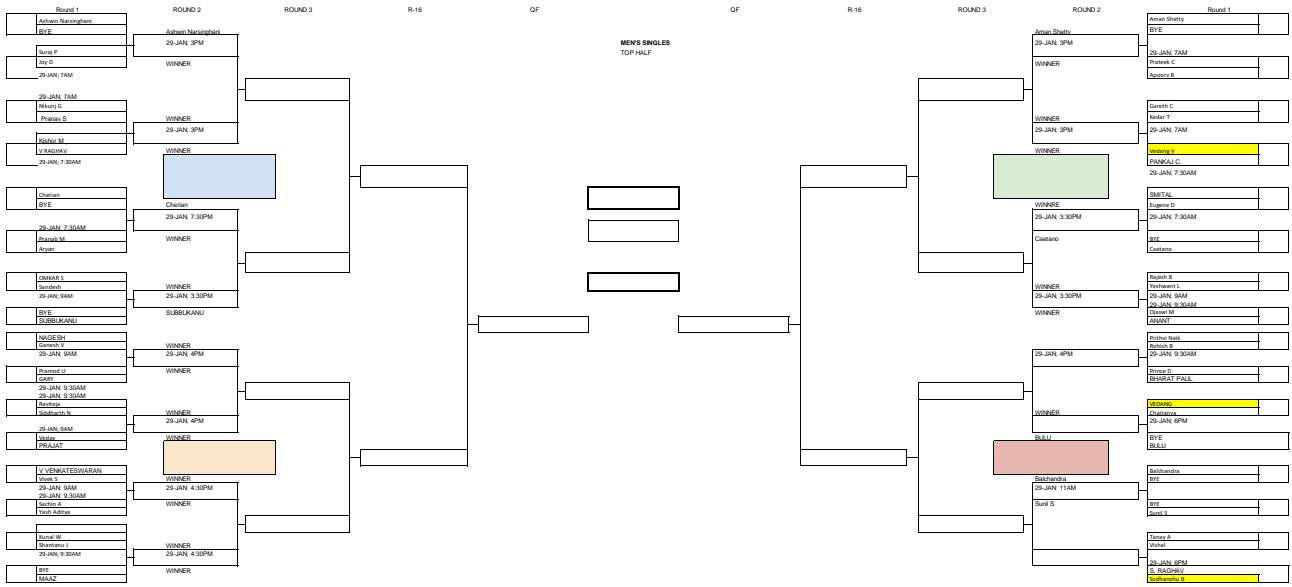 Round 1
ROUND 2
ROUND 3
R-16
QF
QF
R-16
ROUND 3
ROUND 2
Round 1
MEN'S SINGLES
TOP HALF
Ashwin Narsinghani
BYE
Suraj P
Joy D
29-JAN; 7AM
29-JAN; 7AM
Nikunj G
Pranav S
Kishor M
V RAGHAV
29-JAN; 7:30AM
Cherian
BYE
29-JAN; 7:30AM
Pranab M
Aryan
OMKAR S
Sandesh
29-JAN; 9AM
BYE
SUBBUKANU
NAGESH
Ganesh V
29-JAN; 9AM
Pramod U
GARY
29-JAN; 9:30AM
29-JAN; 9:30AM
Raviteja
Siddharth N
29-JAN; 9AM
Veday
PRAJAT
V VENKATESWARAN
Vivek S
29-JAN; 9AM
29-JAN; 9:30AM
Sachin A
Yash Aditya
Kunal W
Shantanu J
29-JAN; 9:30AM
BYE
MAAZ
Ashwin Narsinghani
29-JAN; 3PM
WINNER
WINNER
29-JAN; 3PM
WINNER
Cherian
29-JAN; 7:30PM
WINNER
WINNER
29-JAN; 3:30PM
SUBBUKANU
WINNER
29-JAN; 4PM
WINNER
WINNER
29-JAN; 4PM
WINNER
WINNER
29-JAN; 4:30PM
WINNER
WINNER
29-JAN; 4:30PM
WINNER
Aman Shetty
29-JAN; 3PM
WINNER
WINNER
29-JAN; 3PM
WINNER
WINNRE
29-JAN; 3:30PM
Caetano
WINNER
29-JAN; 3:30PM
WINNER
29-JAN; 4PM
WINNER
BULU
Balchandra
29-JAN; 11AM
Sunil S
Aman Shetty
BYE
29-JAN; 7AM
Prateek C
Apoorv B
Gareth C
Kedar T
29-JAN; 7AM
Vedang V
PANKAJ C.
29-JAN; 7:30AM
SMITAL
Eugene D
29-JAN; 7:30AM
BYE
Caetano
Rajesh B
Yeshwant L
29-JAN; 9AM
29-JAN; 9:30AM
Ojaswi M
ANANT
Prithvi Naik
Rohish B
29-JAN; 9:30AM
Prince D
BHARAT PAUL
VEDANG
Chaitanya
29-JAN; 6PM
BYE
BULU
Balchandra
BYE
BYE
Sunil S
Tanay A
Vishal
29-JAN; 6PM
S. RAGHAV
Sudhanshu B